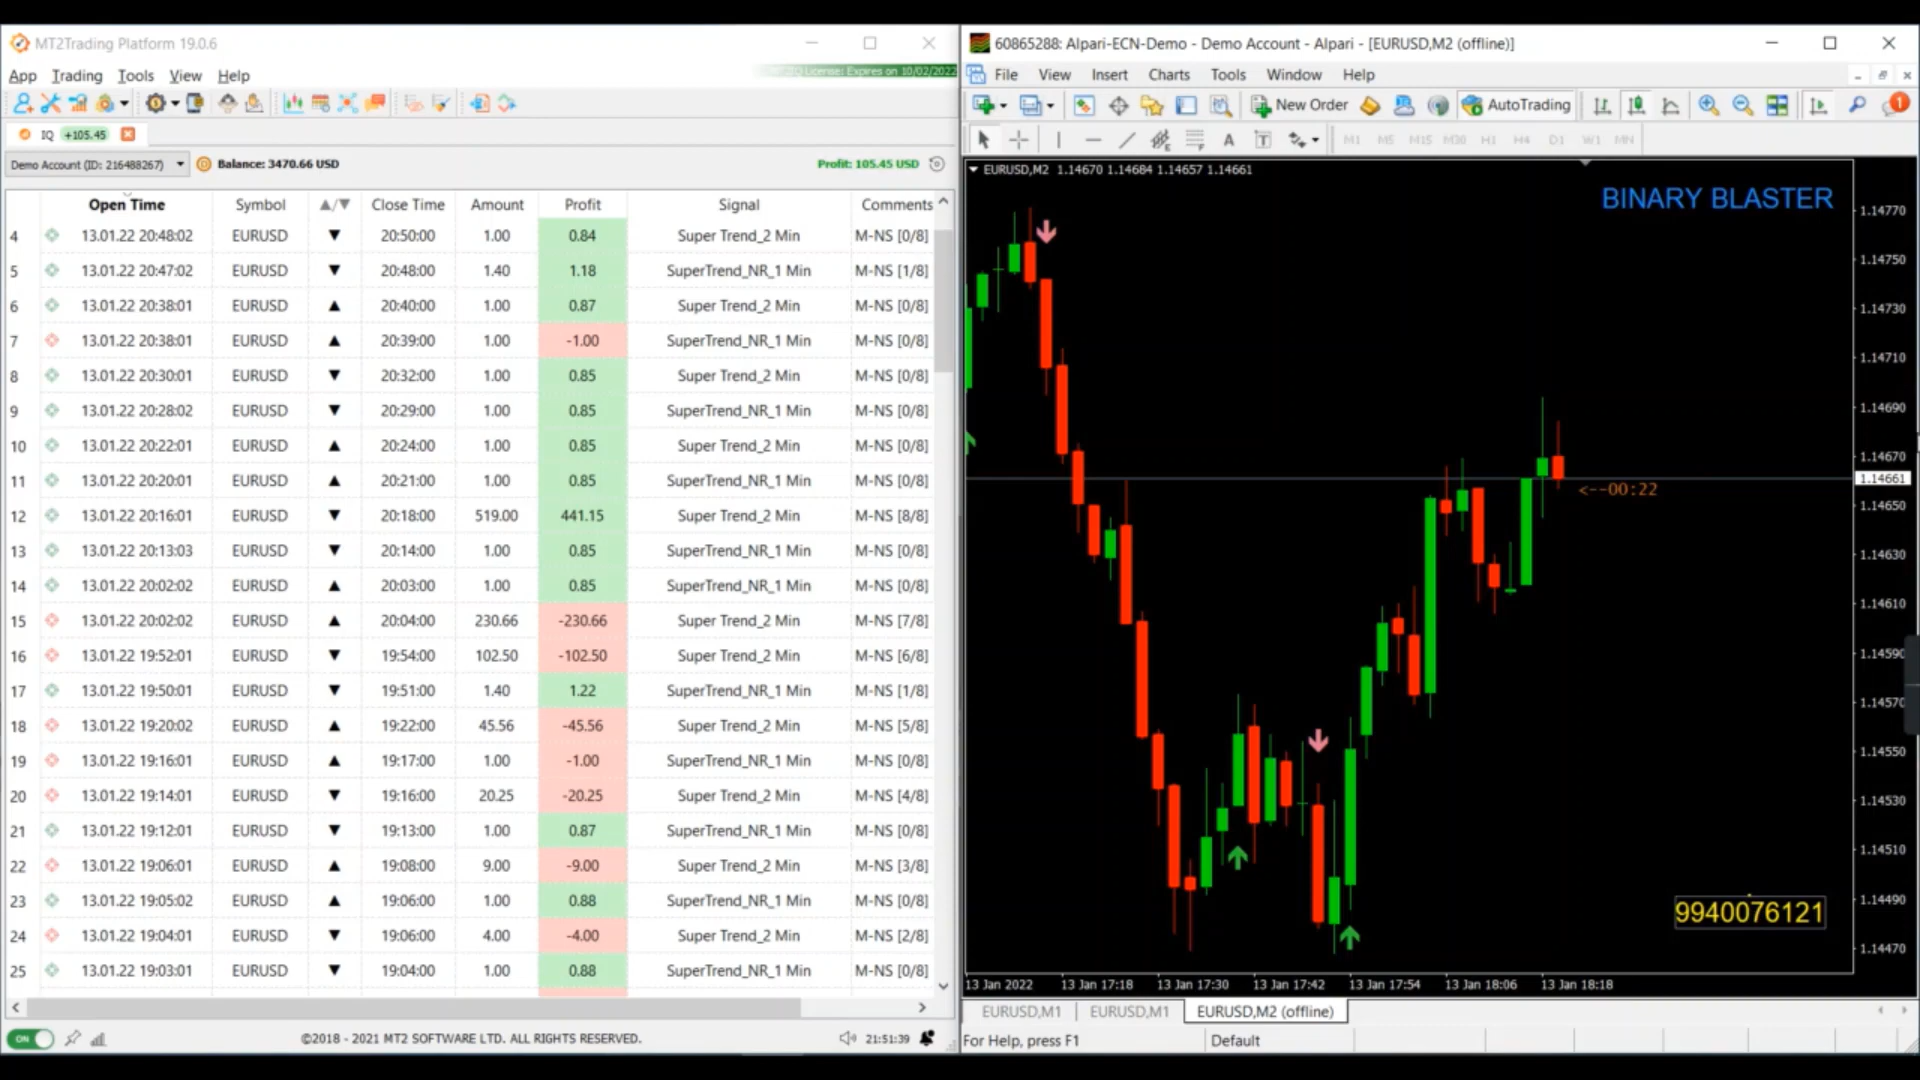 MT2Trading Platform 19.0.6
License: Expires on 10/02/2022
App Trading Tools View Help
IQ +105.45
Demo Account (ID: 216488267) Balance: 3470.66 USD Profit: 105.45 USD
Open Time Symbol ▲/▼ Close Time Amount Profit Signal Comments
4 13.01.22 20:48:02 EURUSD ▼ 20:50:00 1.00 0.84 Super Trend_2 Min M-NS [0/8]
5 13.01.22 20:47:02 EURUSD ▼ 20:48:00 1.40 1.18 SuperTrend_NR_1 Min M-NS [1/8]
6 13.01.22 20:38:01 EURUSD ▲ 20:40:00 1.00 0.87 Super Trend_2 Min M-NS [0/8]
7 13.01.22 20:38:01 EURUSD ▲ 20:39:00 1.00 -1.00 SuperTrend_NR_1 Min M-NS [0/8]
8 13.01.22 20:30:01 EURUSD ▼ 20:32:00 1.00 0.85 Super Trend_2 Min M-NS [0/8]
9 13.01.22 20:28:02 EURUSD ▼ 20:29:00 1.00 0.85 SuperTrend_NR_1 Min M-NS [0/8]
10 13.01.22 20:22:01 EURUSD ▲ 20:24:00 1.00 0.85 Super Trend_2 Min M-NS [0/8]
11 13.01.22 20:20:01 EURUSD ▲ 20:21:00 1.00 0.85 SuperTrend_NR_1 Min M-NS [0/8]
12 13.01.22 20:16:01 EURUSD ▼ 20:18:00 519.00 441.15 Super Trend_2 Min M-NS [8/8]
13 13.01.22 20:13:03 EURUSD ▼ 20:14:00 1.00 0.85 SuperTrend_NR_1 Min M-NS [0/8]
14 13.01.22 20:02:02 EURUSD ▲ 20:03:00 1.00 0.85 SuperTrend_NR_1 Min M-NS [0/8]
15 13.01.22 20:02:02 EURUSD ▲ 20:04:00 230.66 -230.66 Super Trend_2 Min M-NS [7/8]
16 13.01.22 19:52:01 EURUSD ▼ 19:54:00 102.50 -102.50 Super Trend_2 Min M-NS [6/8]
17 13.01.22 19:50:01 EURUSD ▼ 19:51:00 1.40 1.22 SuperTrend_NR_1 Min M-NS [1/8]
18 13.01.22 19:20:02 EURUSD ▲ 19:22:00 45.56 -45.56 Super Trend_2 Min M-NS [5/8]
19 13.01.22 19:16:01 EURUSD ▲ 19:17:00 1.00 -1.00 SuperTrend_NR_1 Min M-NS [0/8]
20 13.01.22 19:14:01 EURUSD ▼ 19:16:00 20.25 -20.25 Super Trend_2 Min M-NS [4/8]
21 13.01.22 19:12:01 EURUSD ▼ 19:13:00 1.00 0.87 SuperTrend_NR_1 Min M-NS [0/8]
22 13.01.22 19:06:01 EURUSD ▲ 19:08:00 9.00 -9.00 Super Trend_2 Min M-NS [3/8]
23 13.01.22 19:05:02 EURUSD ▲ 19:06:00 1.00 0.88 SuperTrend_NR_1 Min M-NS [0/8]
24 13.01.22 19:04:01 EURUSD ▼ 19:06:00 4.00 -4.00 Super Trend_2 Min M-NS [2/8]
25 13.01.22 19:03:01 EURUSD ▼ 19:04:00 1.00 0.88 SuperTrend_NR_1 Min M-NS [0/8]
ON ©2018 - 2021 MT2 SOFTWARE LTD. ALL RIGHTS RESERVED. 21:51:39
60865288: Alpari-ECN-Demo - Demo Account - Alpari - [EURUSD,M2 (offline)]
File View Insert Charts Tools Window Help
New Order AutoTrading 1
A T M1 M5 M15 M30 H1 H4 D1 W1 MN
EURUSD,M2 1.14670 1.14684 1.14657 1.14661
BINARY BLASTER
1.14770
1.14750
1.14730
1.14710
1.14690
1.14670
1.14661
<--00:22
1.14650
1.14630
1.14610
1.14590
1.14570
1.14550
1.14530
1.14510
1.14490
9940076121
1.14470
13 Jan 2022 13 Jan 17:18 13 Jan 17:30 13 Jan 17:42 13 Jan 17:54 13 Jan 18:06 13 Jan 18:18
EURUSD,M1 EURUSD,M1 EURUSD,M2 (offline)
For Help, press F1 Default